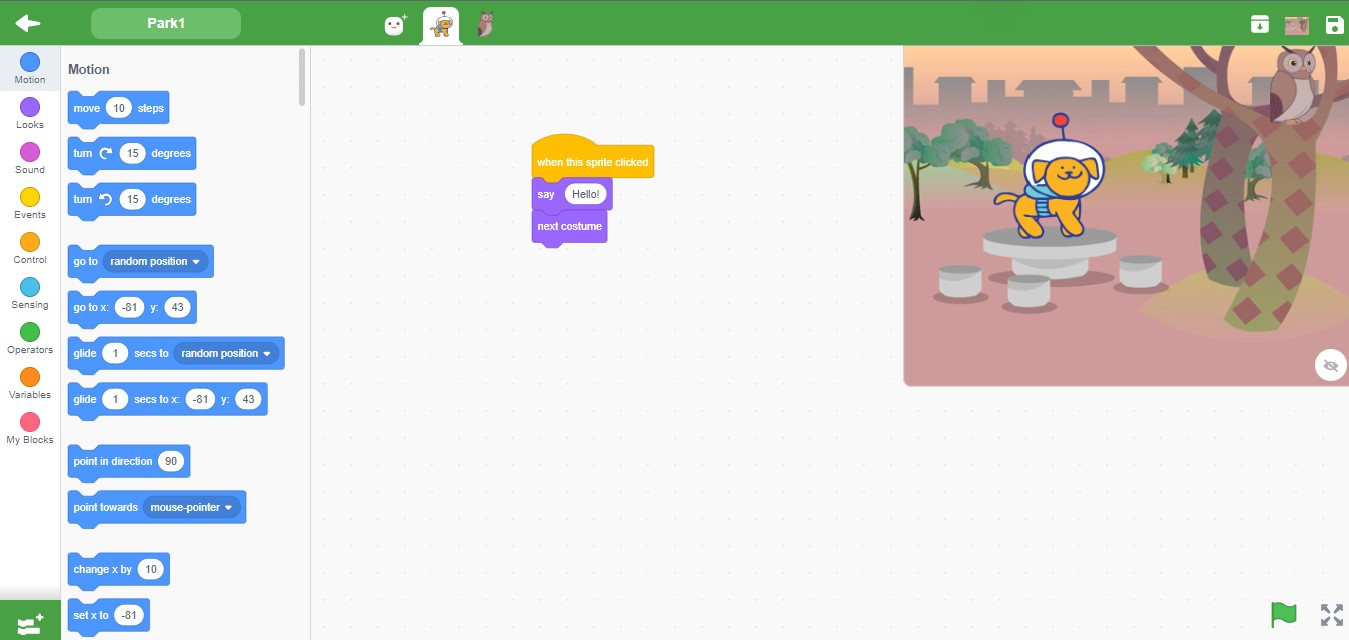 Park1
Motion
Looks
Sound
Events
Control
Sensing
Operators
Variables
My Blocks
Motion
move 10 steps
turn 15 degrees
turn 15 degrees
go to random position
go to x: -81 y: 43
glide 1 secs to random position
glide 1 secs to x: -81 y: 43
point in direction 90
point towards mouse-pointer
change x by 10
set x to -81
when this sprite clicked
say Hello!
next costume